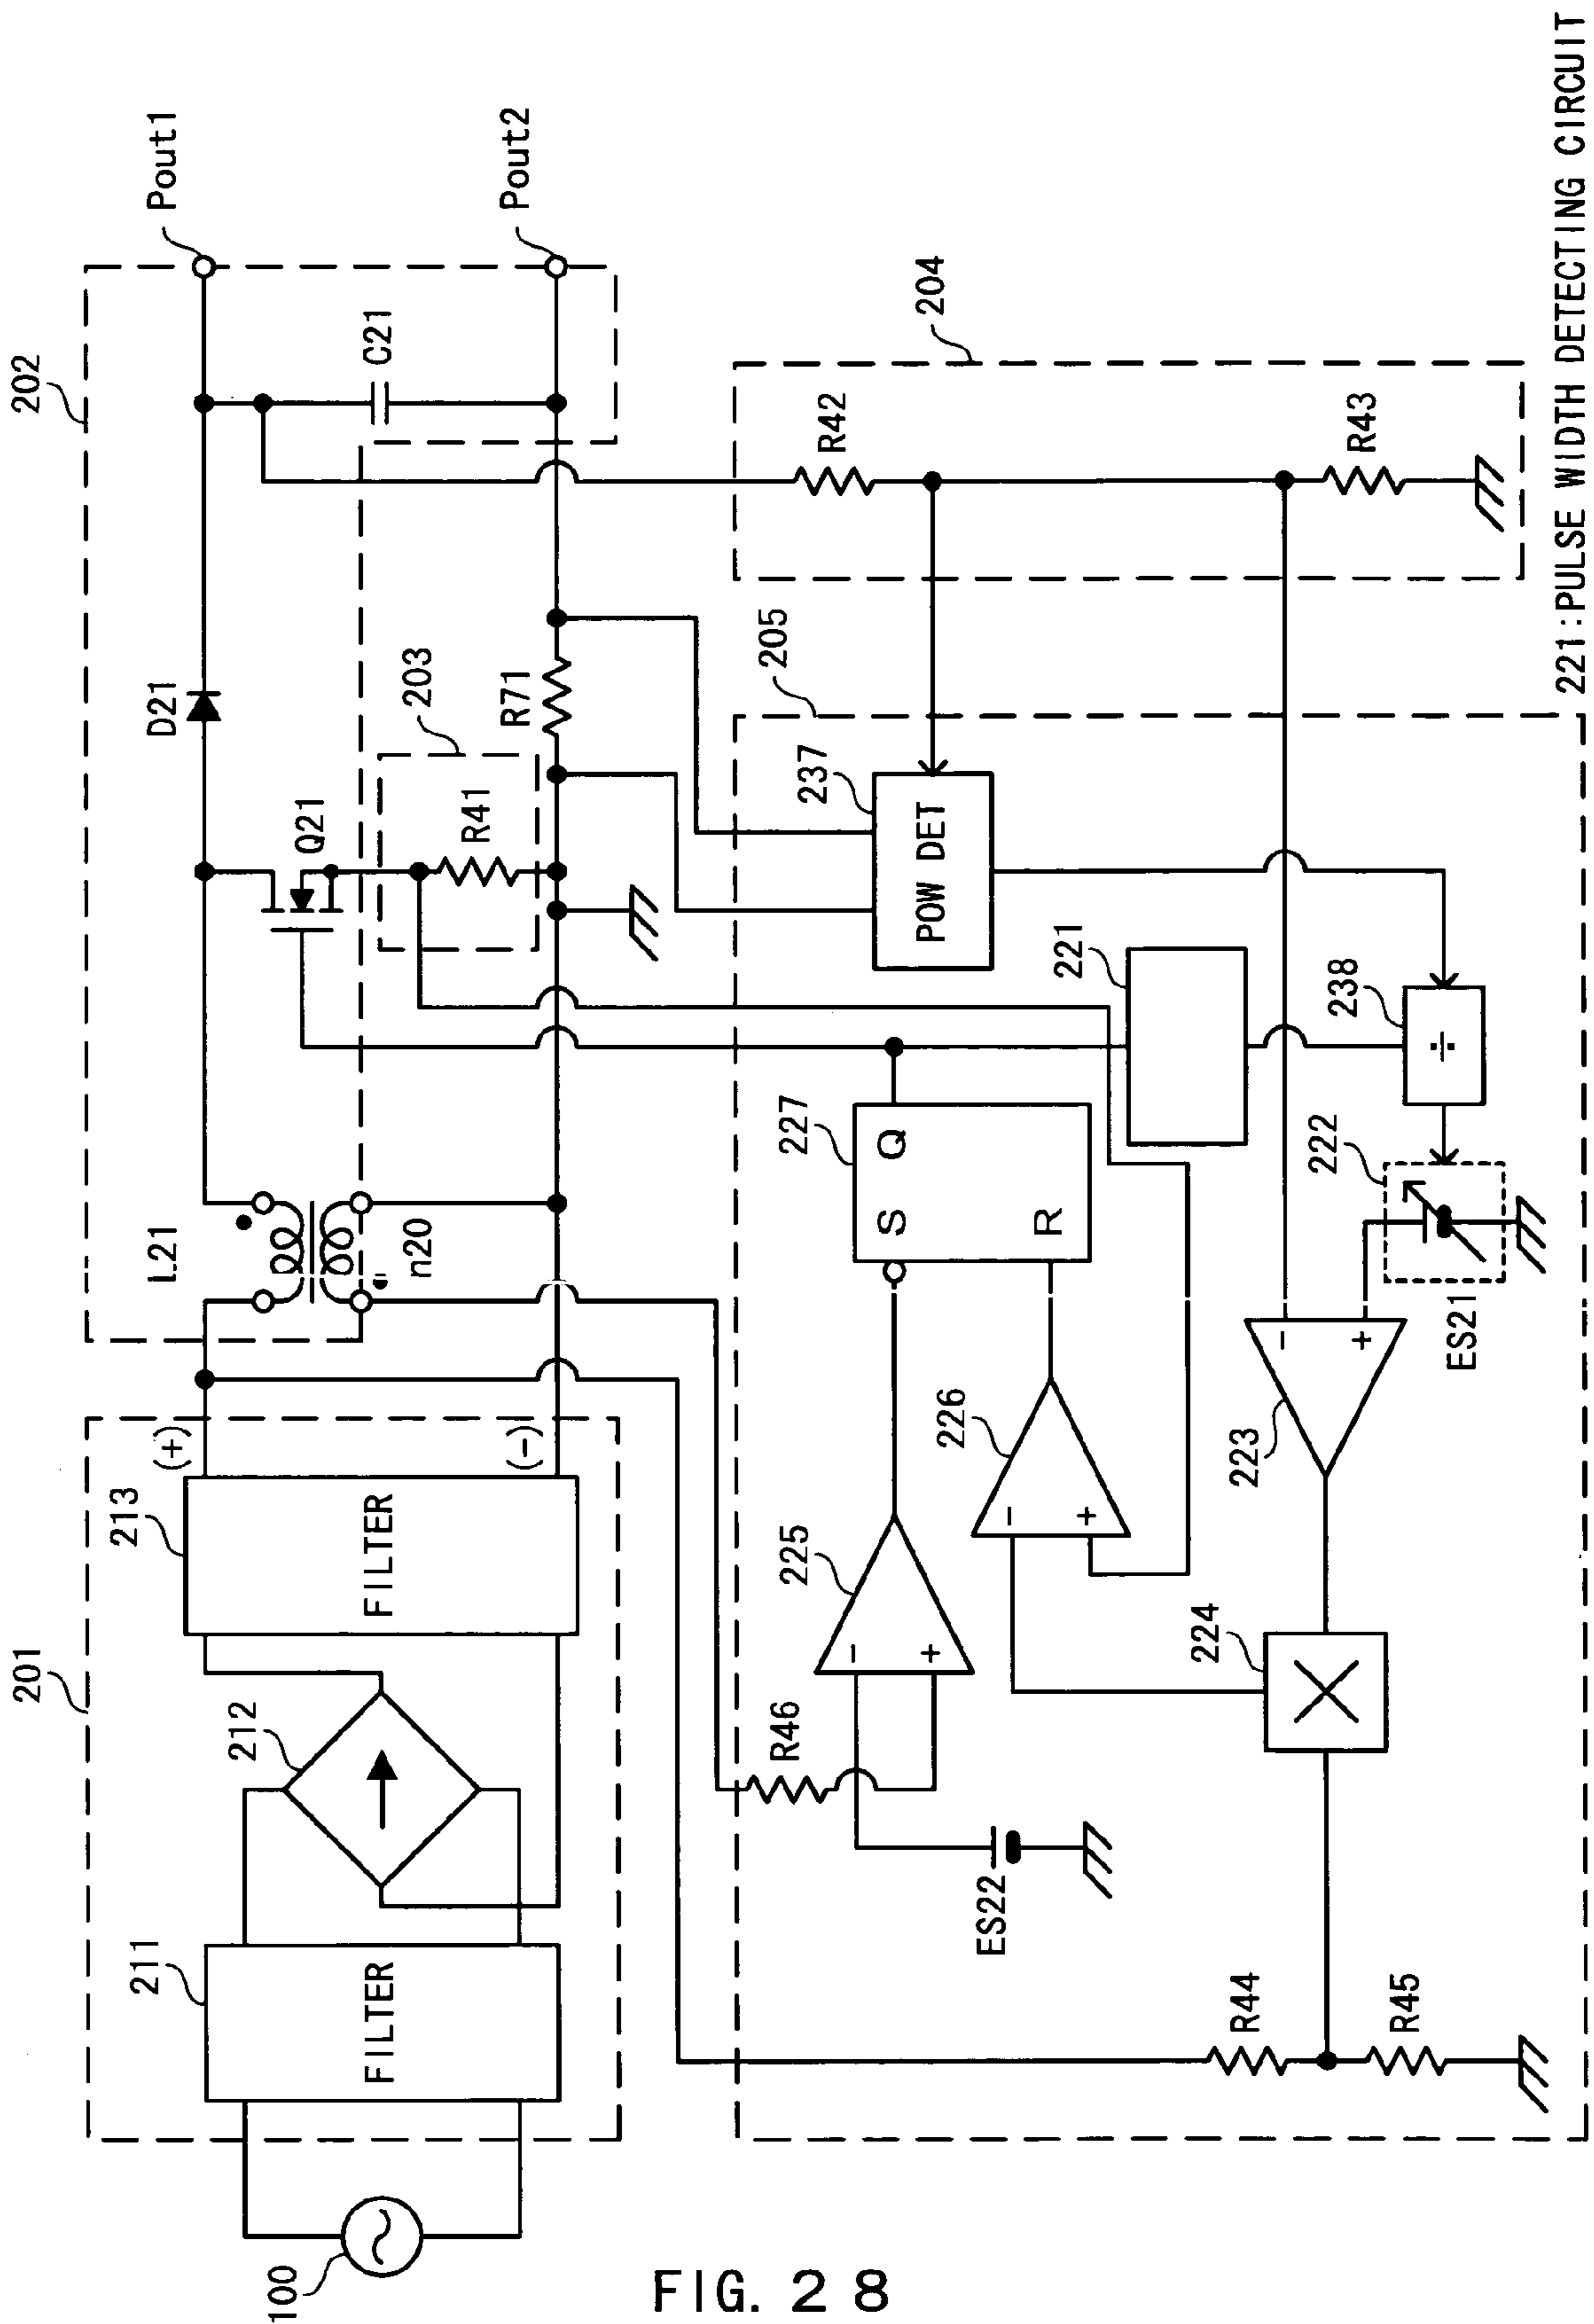 202
Pout1
D21
C21
Q21
L21
203
R41
Pout2
R71
n20
201
213
(+)
FILTER
(-)
212
211
FILTER
100
204
R42
R43
205
237
POW DET
221
238
÷
227
S Q
R
222
ES21
225
-
+
226
-
+
-
+
223
224
R46
ES22
R44
R45
221:PULSE WIDTH DETECTING CIRCUIT
FIG. 28